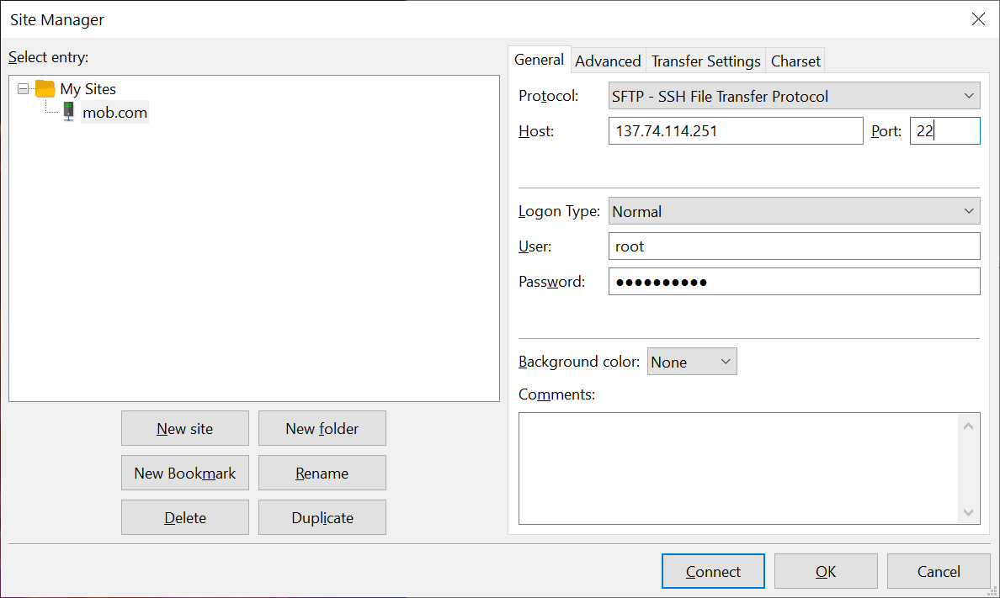 Site Manager
Select entry:
My Sites
mob.com
New site
New folder
New Bookmark
Rename
Delete
Duplicate
General
Advanced
Transfer Settings
Charset
Protocol:
SFTP - SSH File Transfer Protocol
Host:
137.74.114.251
Port:
22
Logon Type:
Normal
User:
root
Password:
●●●●●●●●●●
Background color:
None
Comments:
Connect
OK
Cancel